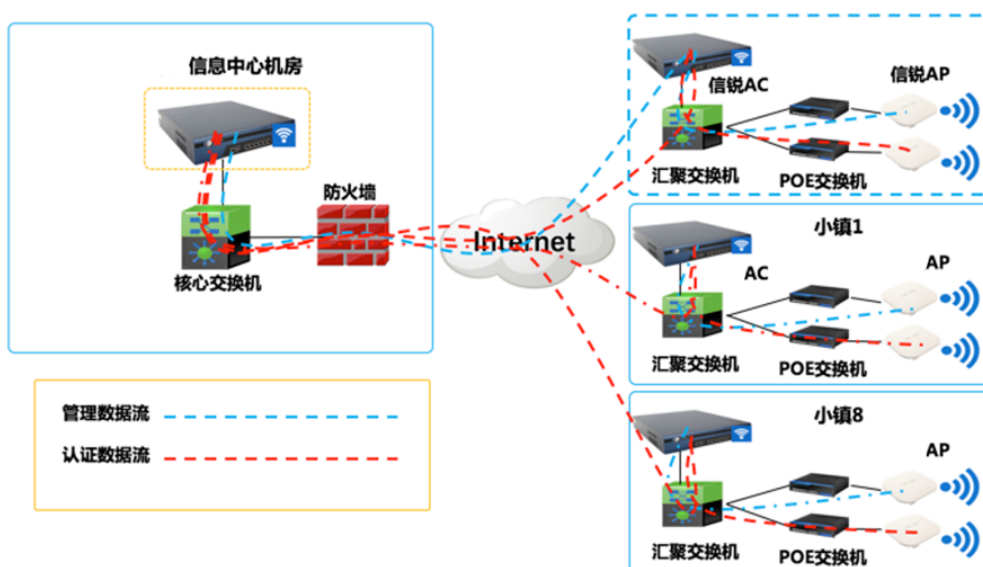 信息中心机房
防火墙
核心交换机
管理数据流
认证数据流
Internet
信锐AC
信锐AP
汇聚交换机
POE交换机
小镇1
AC
AP
汇聚交换机
POE交换机
小镇8
AP
汇聚交换机
POE交换机